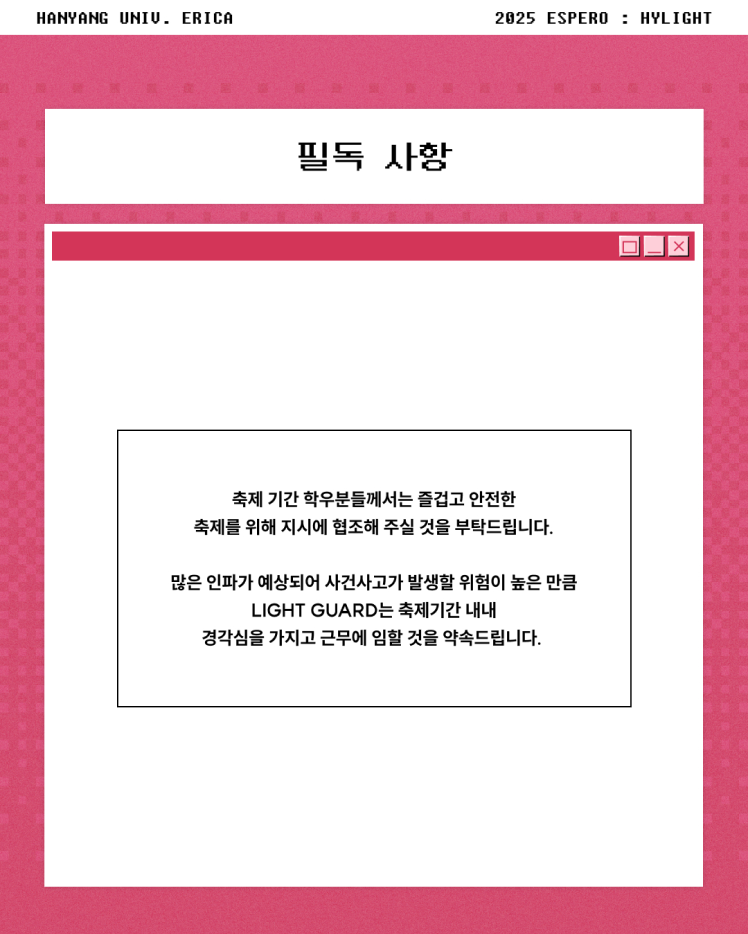 HANYANG UNIV. ERICA
2025 ESPERO : HYLIGHT
필독 사항
축제 기간 학우분들께서는 즐겁고 안전한
축제를 위해 지시에 협조해 주실 것을 부탁드립니다.
많은 인파가 예상되어 사건사고가 발생할 위험이 높은 만큼
LIGHT GUARD는 축제기간 내내
경각심을 가지고 근무에 임할 것을 약속드립니다.